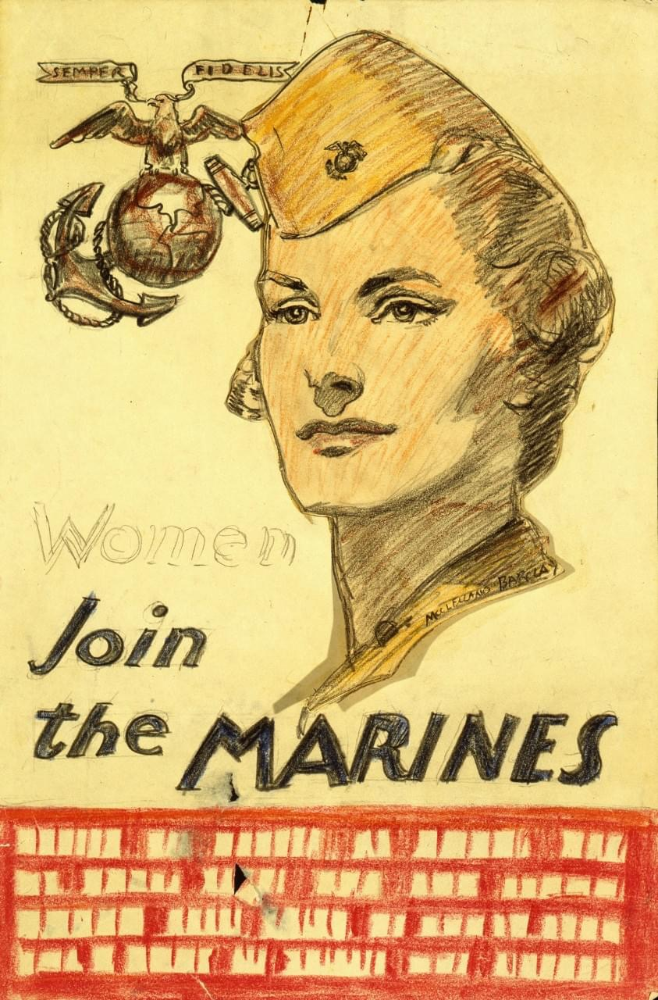 SEMPER FIDELIS
Women
Join
the MARINES
MCCLELLAND BARCLAY